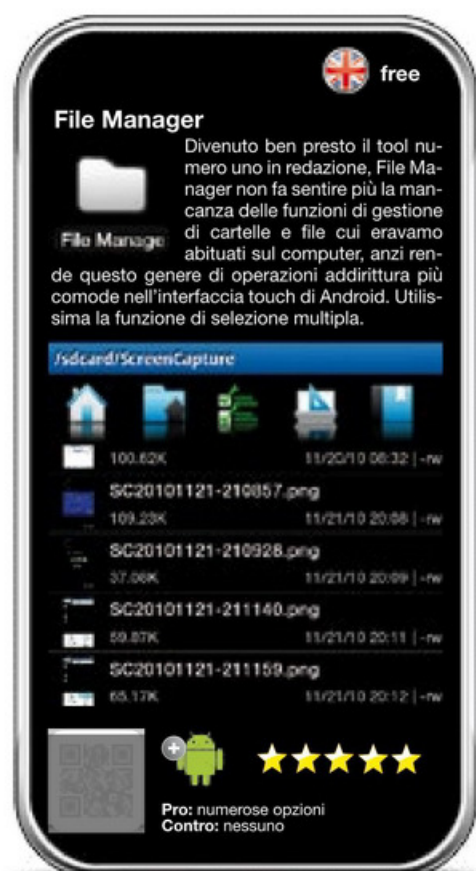 free
File Manager
Divenuto ben presto il tool nu-
mero uno in redazione, File Ma-
nager non fa sentire più la man-
canza delle funzioni di gestione
di cartelle e file cui eravamo
abituati sul computer, anzi ren-
de questo genere di operazioni addirittura più
comode nell'interfaccia touch di Android. Utilis-
sima la funzione di selezione multipla.
File Manage
/sdcard/ScreenCapture
100.62K 11/20/10 08:32 | -rw
SC20101121-210857.png
109.23K 11/21/10 20:08 | -rw
SC20101121-210928.png
37.08K 11/21/10 20:09 | -rw
SC20101121-211140.png
59.87K 11/21/10 20:11 | -rw
SC20101121-211159.png
65.17K 11/21/10 20:12 | -rw
Pro: numerose opzioni
Contro: nessuno